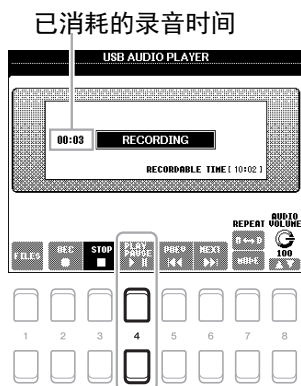 已消耗的录音时间
USB AUDIO PLAYER
00:03 RECORDING
RECORDABLE TIME [ 10:02 ]
REPEAT AUDIO VOLUME
FILES REC STOP PLAY PAUSE PREV NEXT 100
1 2 3 4 5 6 7 8